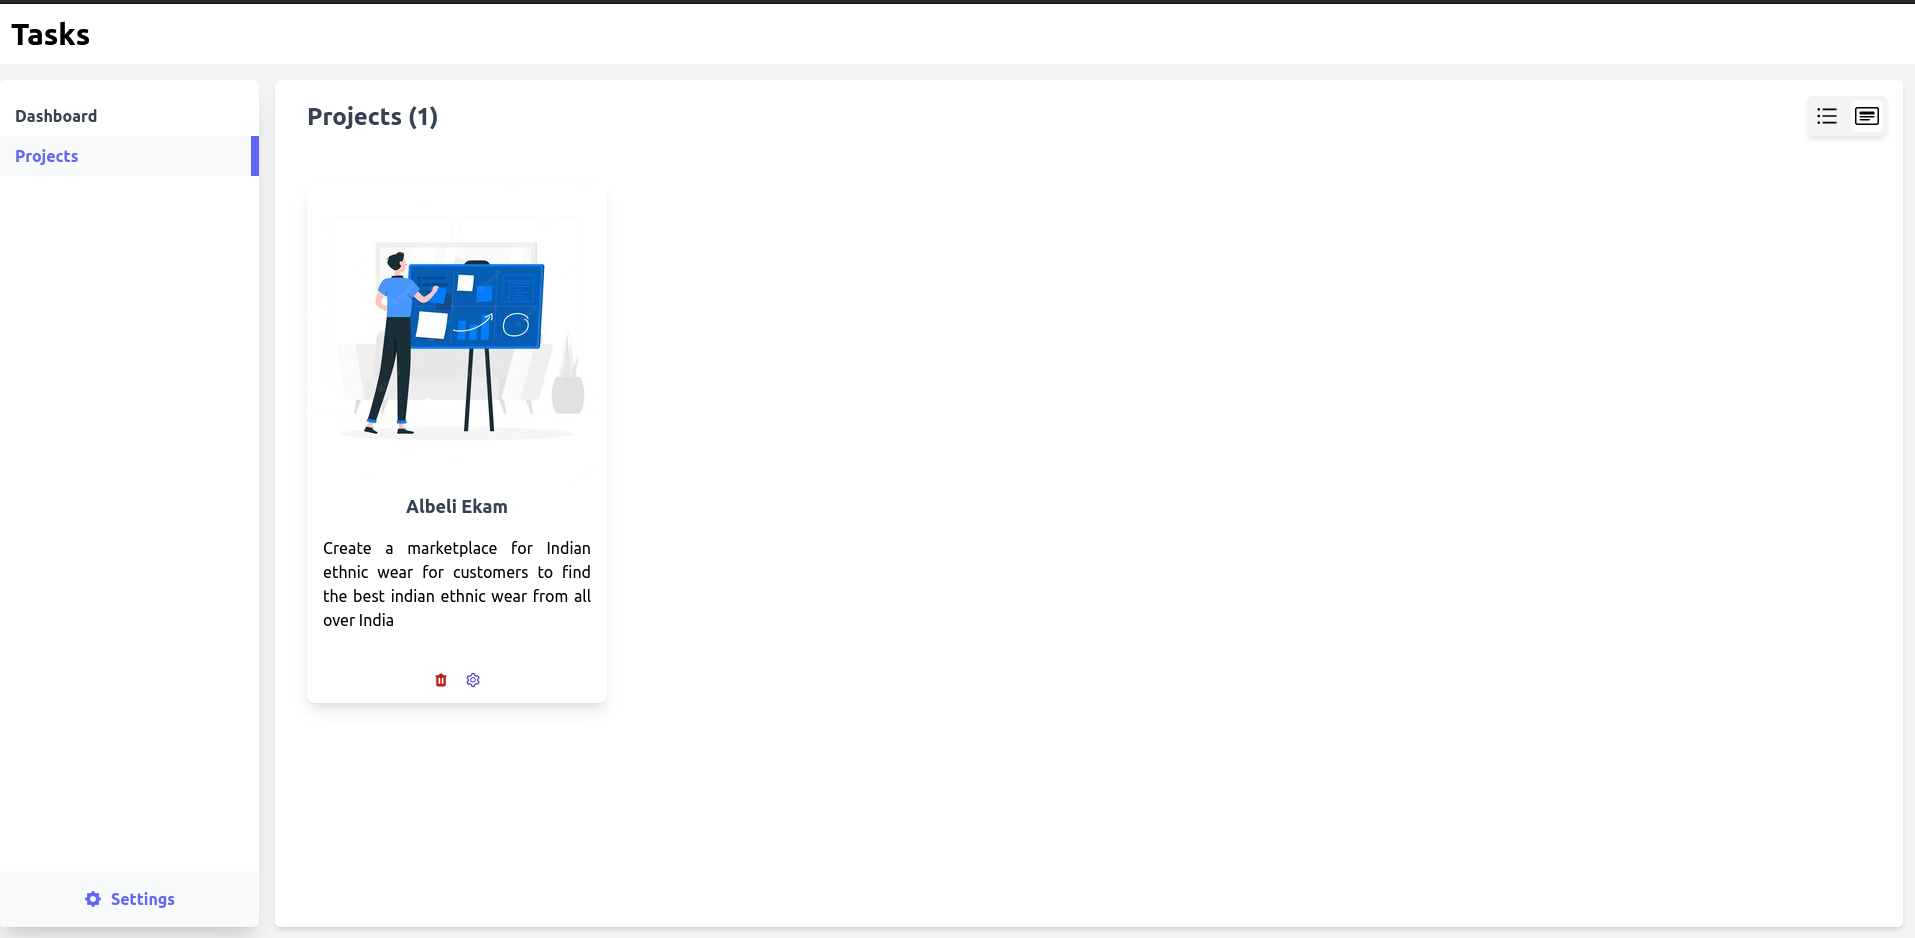 Tasks
Dashboard
Projects
Settings
Projects (1)
Albeli Ekam
Create a marketplace for Indian
ethnic wear for customers to find
the best indian ethnic wear from all
over India